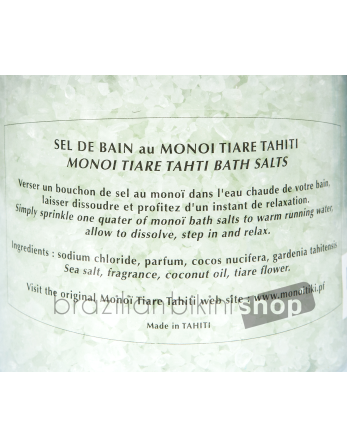 SEL DE BAIN au MONOI TIARE TAHITI
MONOI TIARE TAHTI BATH SALTS
Verser un bouchon de sel au monoï dans l'eau chaude de votre bain,
laisser dissoudre et profitez d'un instant de relaxation.
Simply sprinkle one quater of monoï bath salts to warm running water,
allow to dissolve, step in and relax.
Ingredients : sodium chloride, parfum, cocos nucifera, gardenia tahitensis
Sea salt, fragrance, coconut oil, tiare flower.
Visit the original Monoï Tiare Tahiti web site : www.monoitiki.pf
brazilianbikinishop
Made in TAHITI